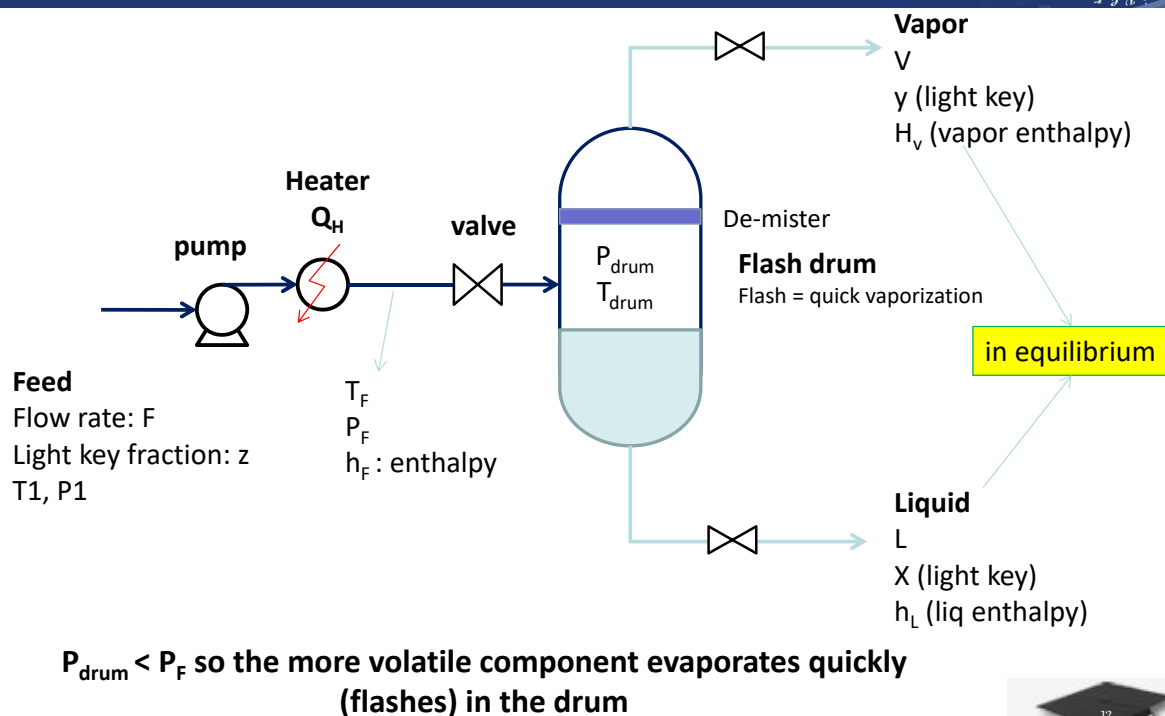 Vapor
V
y (light key)
Hv (vapor enthalpy)
Heater
QH
pump
valve
De-mister
Pdrum
Tdrum
Flash drum
Flash = quick vaporization
in equilibrium
Feed
Flow rate: F
Light key fraction: z
T1, P1
TF
PF
hF : enthalpy
Liquid
L
X (light key)
hL (liq enthalpy)
Pdrum < PF so the more volatile component evaporates quickly
(flashes) in the drum
12